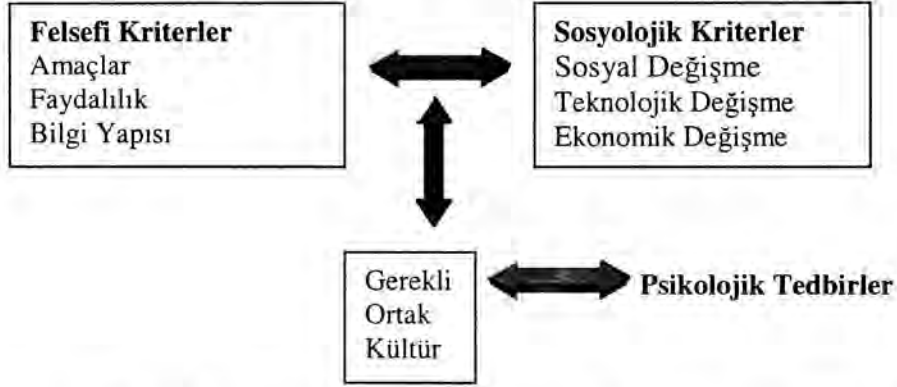 Felsefi Kriterler
Amaçlar
Faydalılık
Bilgi Yapısı
Sosyolojik Kriterler
Sosyal Değişme
Teknolojik Değişme
Ekonomik Değişme
Gerekli
Ortak
Kültür
Psikolojik Tedbirler